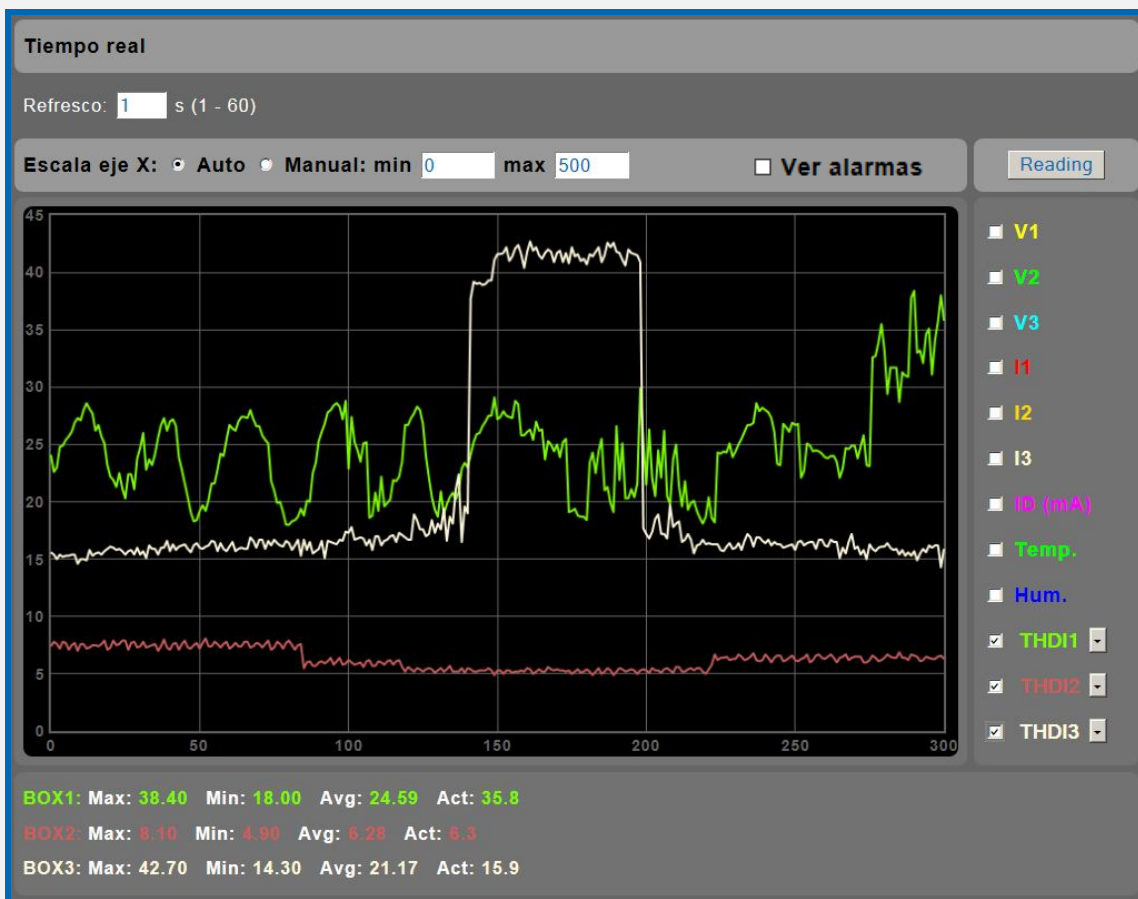 Tiempo real
Refresco: 1 s (1 - 60)
Escala eje X: Auto Manual: min 0 max 500 Ver alarmas Reading
45
40
35
30
25
20
15
10
5
0
0 50 100 150 200 250 300
V1
V2
V3
I1
I2
I3
ID (mA)
Temp.
Hum.
THDI1
THDI2
THDI3
BOX1: Max: 38.40 Min: 18.00 Avg: 24.59 Act: 35.8
BOX2: Max: 8.10 Min: 4.90 Avg: 6.28 Act: 6.3
BOX3: Max: 42.70 Min: 14.30 Avg: 21.17 Act: 15.9